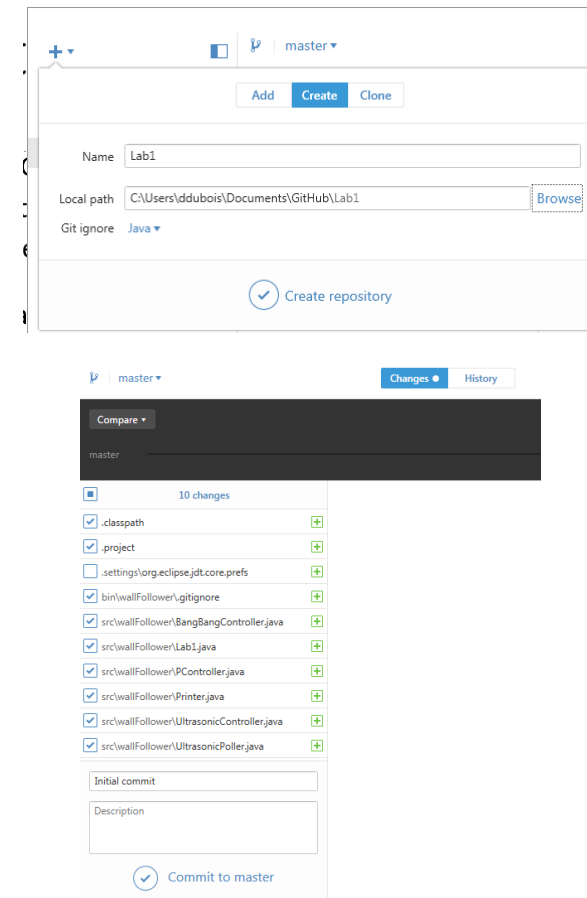 master
Add Create Clone
Name Lab1
Local path C:\Users\ddubois\Documents\GitHub\Lab1 Browse
Git ignore Java
Create repository
master Changes History
Compare
master
10 changes
.classpath
.project
.settings\org.eclipse.jdt.core.prefs
bin\wallFollower\.gitignore
src\wallFollower\BangBangController.java
src\wallFollower\Lab1.java
src\wallFollower\PController.java
src\wallFollower\Printer.java
src\wallFollower\UltrasonicController.java
src\wallFollower\UltrasonicPoller.java
Initial commit
Description
Commit to master